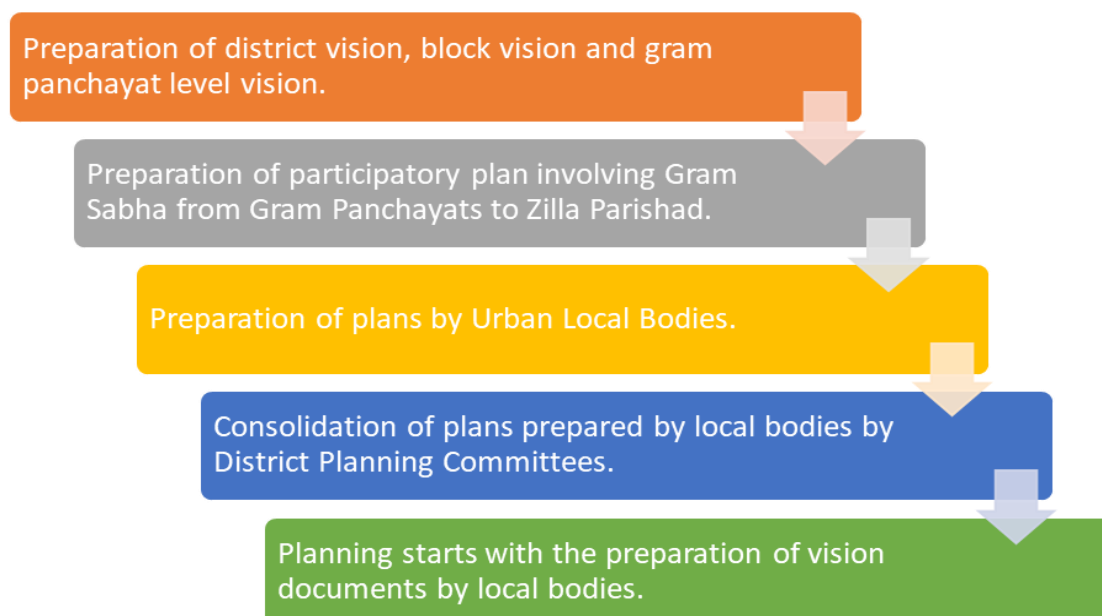 Preparation of district vision, block vision and gram
panchayat level vision.
Preparation of participatory plan involving Gram
Sabha from Gram Panchayats to Zilla Parishad.
Preparation of plans by Urban Local Bodies.
Consolidation of plans prepared by local bodies by
District Planning Committees.
Planning starts with the preparation of vision
documents by local bodies.